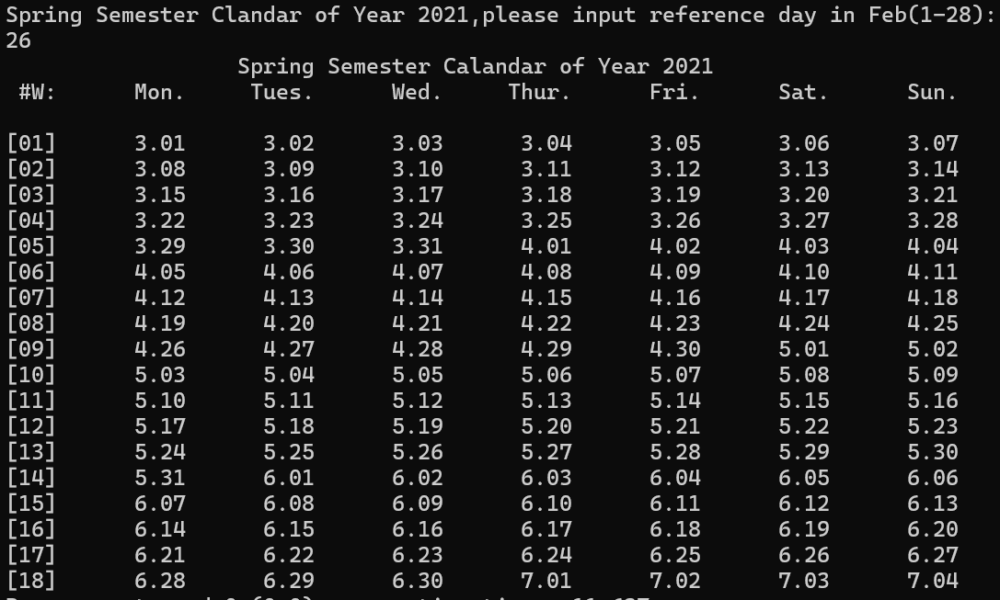 Spring Semester Clandar of Year 2021,please input reference day in Feb(1-28):
26
Spring Semester Calandar of Year 2021
#W: Mon. Tues. Wed. Thur. Fri. Sat. Sun.
[01] 3.01 3.02 3.03 3.04 3.05 3.06 3.07
[02] 3.08 3.09 3.10 3.11 3.12 3.13 3.14
[03] 3.15 3.16 3.17 3.18 3.19 3.20 3.21
[04] 3.22 3.23 3.24 3.25 3.26 3.27 3.28
[05] 3.29 3.30 3.31 4.01 4.02 4.03 4.04
[06] 4.05 4.06 4.07 4.08 4.09 4.10 4.11
[07] 4.12 4.13 4.14 4.15 4.16 4.17 4.18
[08] 4.19 4.20 4.21 4.22 4.23 4.24 4.25
[09] 4.26 4.27 4.28 4.29 4.30 5.01 5.02
[10] 5.03 5.04 5.05 5.06 5.07 5.08 5.09
[11] 5.10 5.11 5.12 5.13 5.14 5.15 5.16
[12] 5.17 5.18 5.19 5.20 5.21 5.22 5.23
[13] 5.24 5.25 5.26 5.27 5.28 5.29 5.30
[14] 5.31 6.01 6.02 6.03 6.04 6.05 6.06
[15] 6.07 6.08 6.09 6.10 6.11 6.12 6.13
[16] 6.14 6.15 6.16 6.17 6.18 6.19 6.20
[17] 6.21 6.22 6.23 6.24 6.25 6.26 6.27
[18] 6.28 6.29 6.30 7.01 7.02 7.03 7.04